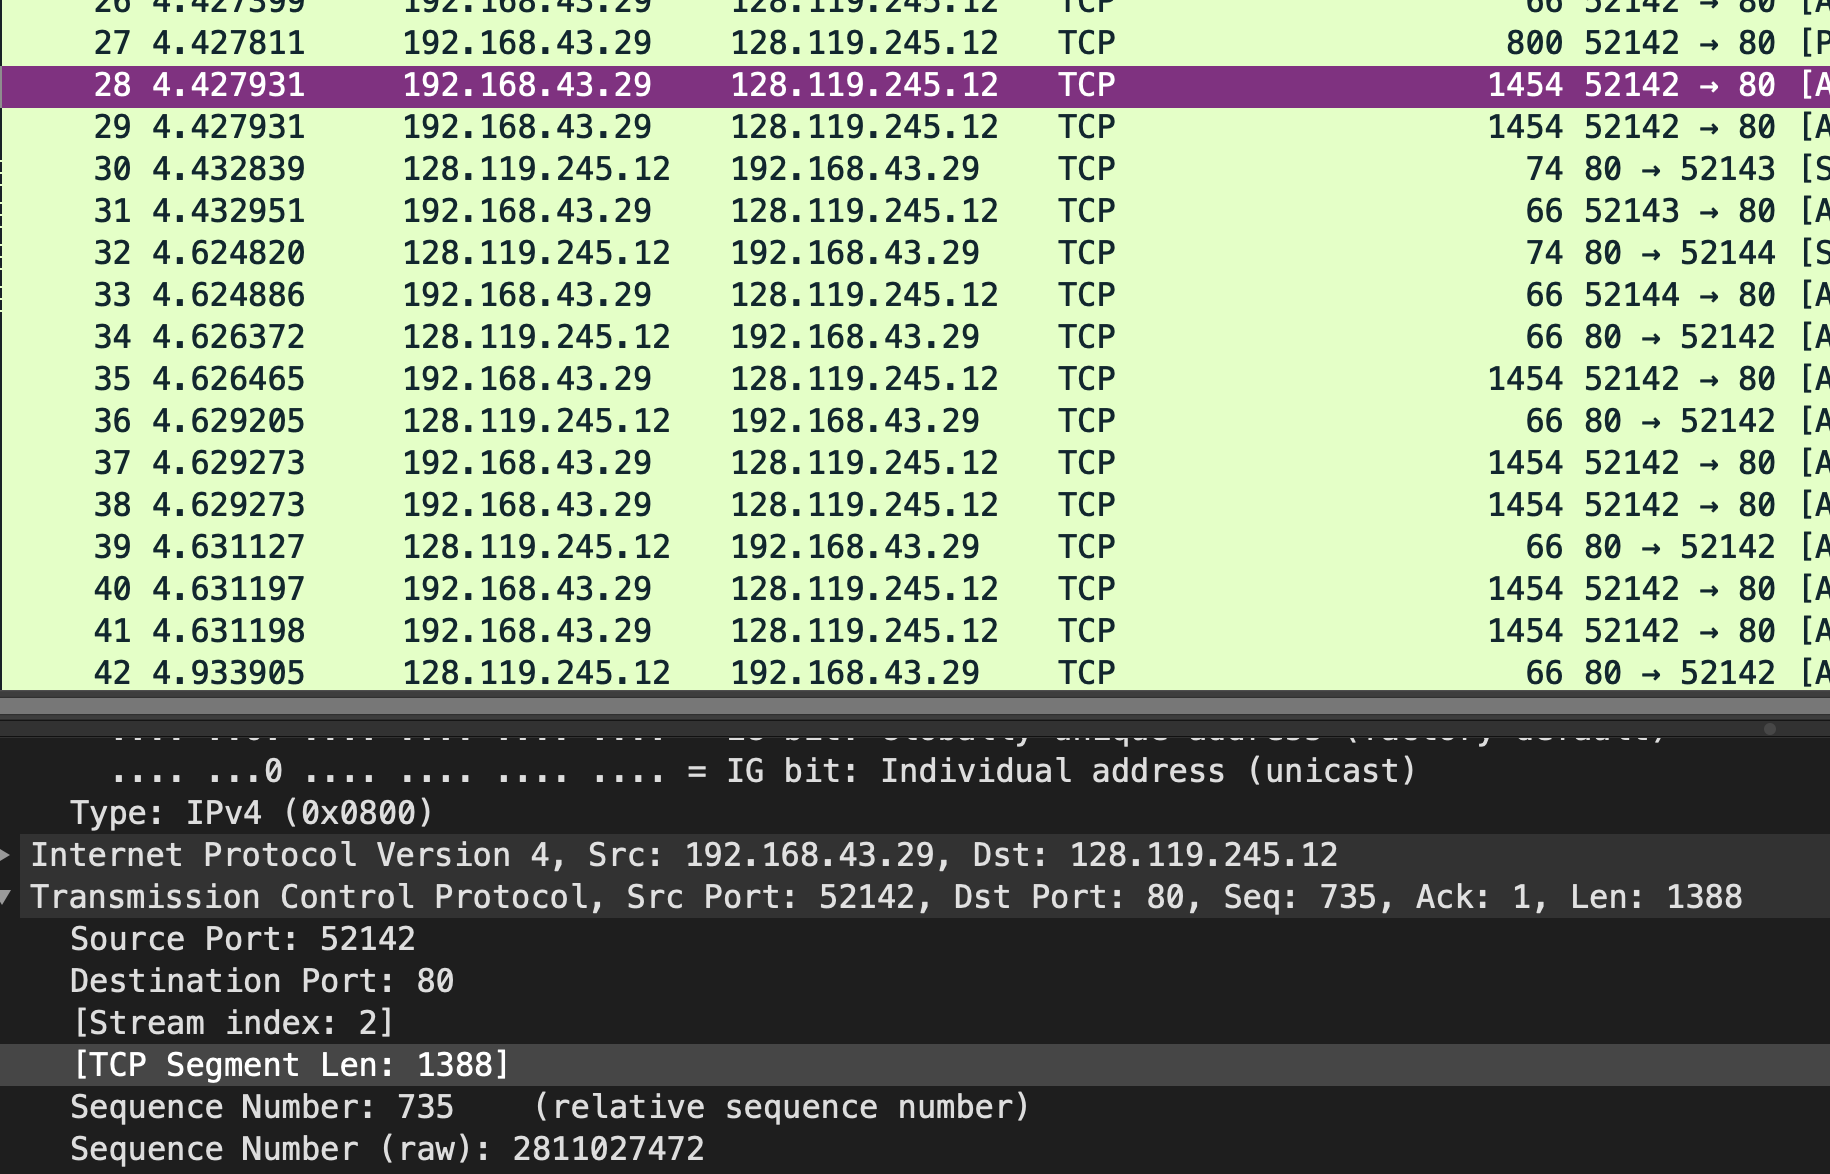 26 4.427399 192.168.43.29 128.119.245.12 TCP 66 52142 → 80 [A
27 4.427811 192.168.43.29 128.119.245.12 TCP 800 52142 → 80 [P
28 4.427931 192.168.43.29 128.119.245.12 TCP 1454 52142 → 80 [A
29 4.427931 192.168.43.29 128.119.245.12 TCP 1454 52142 → 80 [A
30 4.432839 128.119.245.12 192.168.43.29 TCP 74 80 → 52143 [S
31 4.432951 192.168.43.29 128.119.245.12 TCP 66 52143 → 80 [A
32 4.624820 128.119.245.12 192.168.43.29 TCP 74 80 → 52144 [S
33 4.624886 192.168.43.29 128.119.245.12 TCP 66 52144 → 80 [A
34 4.626372 128.119.245.12 192.168.43.29 TCP 66 80 → 52142 [A
35 4.626465 192.168.43.29 128.119.245.12 TCP 1454 52142 → 80 [A
36 4.629205 128.119.245.12 192.168.43.29 TCP 66 80 → 52142 [A
37 4.629273 192.168.43.29 128.119.245.12 TCP 1454 52142 → 80 [A
38 4.629273 192.168.43.29 128.119.245.12 TCP 1454 52142 → 80 [A
39 4.631127 128.119.245.12 192.168.43.29 TCP 66 80 → 52142 [A
40 4.631197 192.168.43.29 128.119.245.12 TCP 1454 52142 → 80 [A
41 4.631198 192.168.43.29 128.119.245.12 TCP 1454 52142 → 80 [A
42 4.933905 128.119.245.12 192.168.43.29 TCP 66 80 → 52142 [A
bit: Globally unique address (factory default)
.... ...0 .... .... .... .... = IG bit: Individual address (unicast)
Type: IPv4 (0x0800)
Internet Protocol Version 4, Src: 192.168.43.29, Dst: 128.119.245.12
Transmission Control Protocol, Src Port: 52142, Dst Port: 80, Seq: 735, Ack: 1, Len: 1388
Source Port: 52142
Destination Port: 80
[Stream index: 2]
[TCP Segment Len: 1388]
Sequence Number: 735 (relative sequence number)
Sequence Number (raw): 2811027472